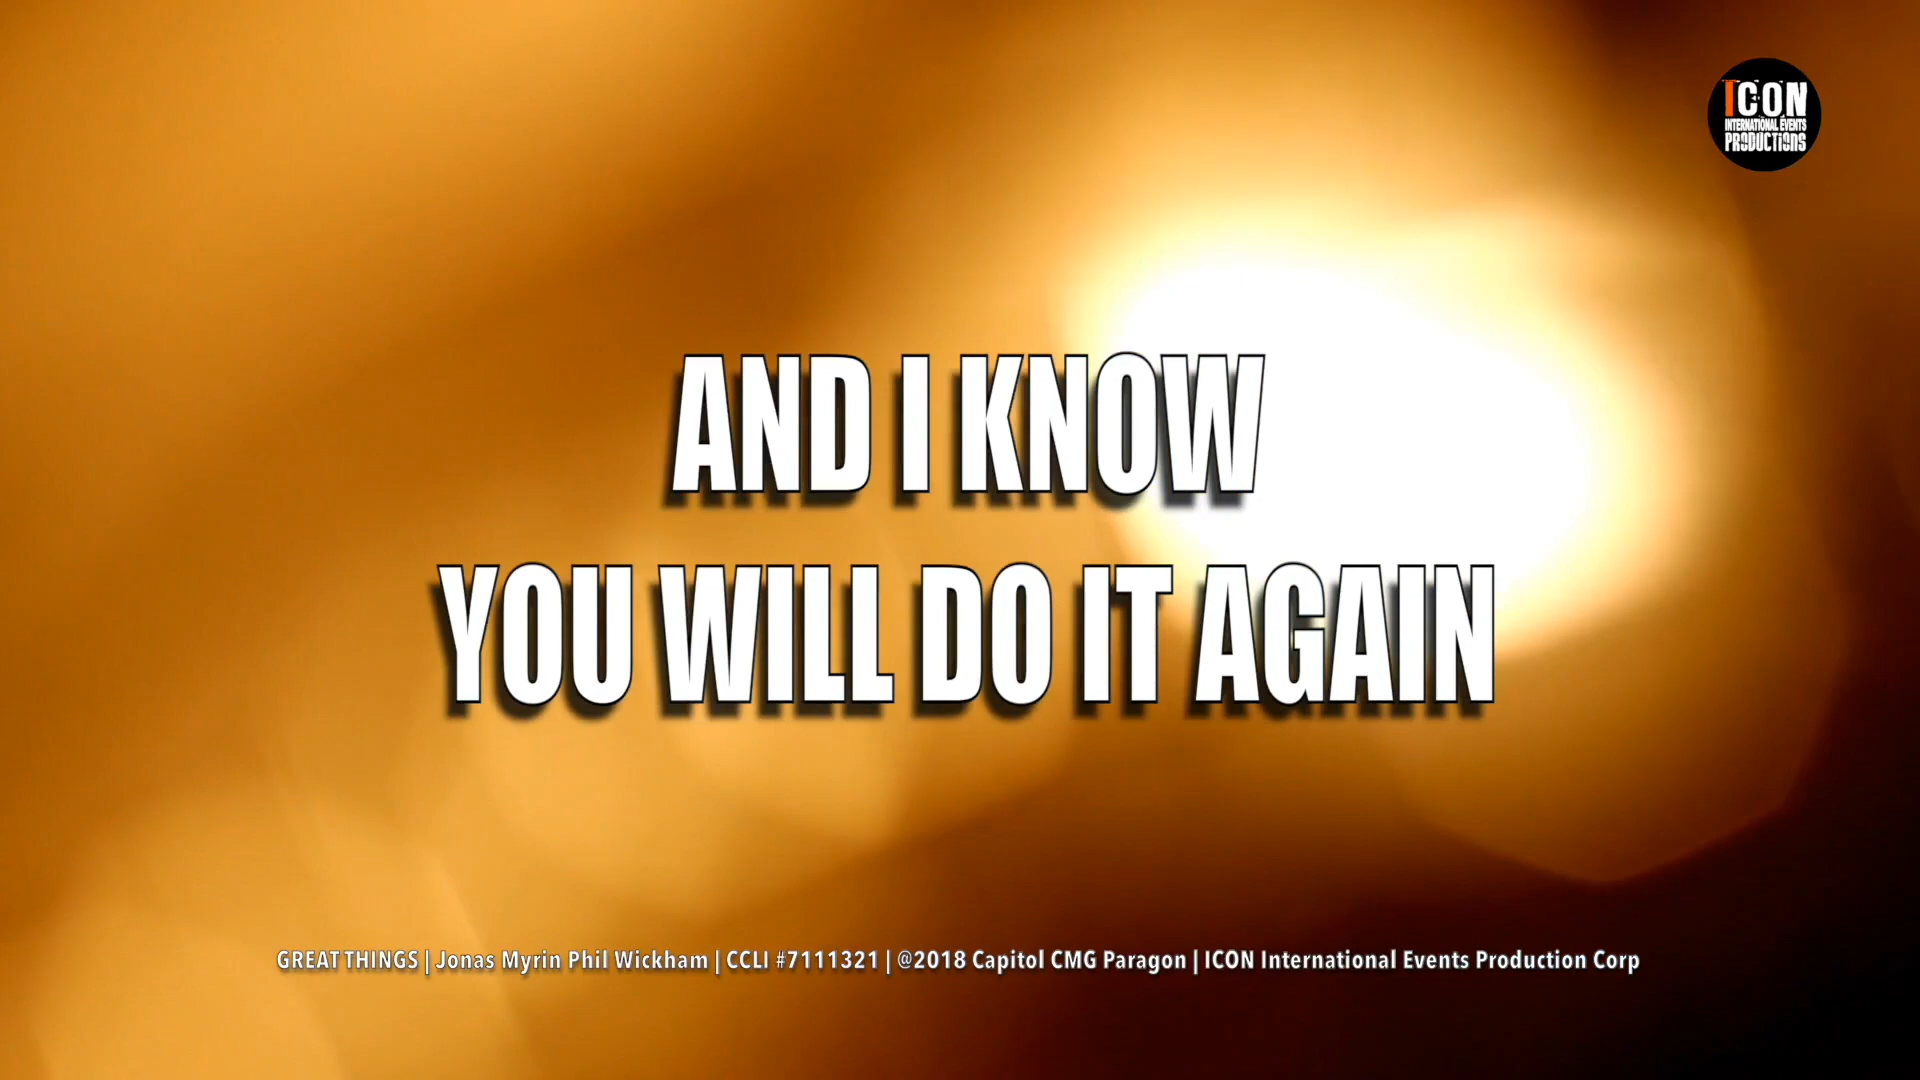 ICON
INTERNATIONAL EVENTS
PRODUCTIONS
AND I KNOW
YOU WILL DO IT AGAIN
GREAT THINGS | Jonas Myrin Phil Wickham | CCLI #7111321 | @2018 Capitol CMG Paragon | ICON International Events Production Corp